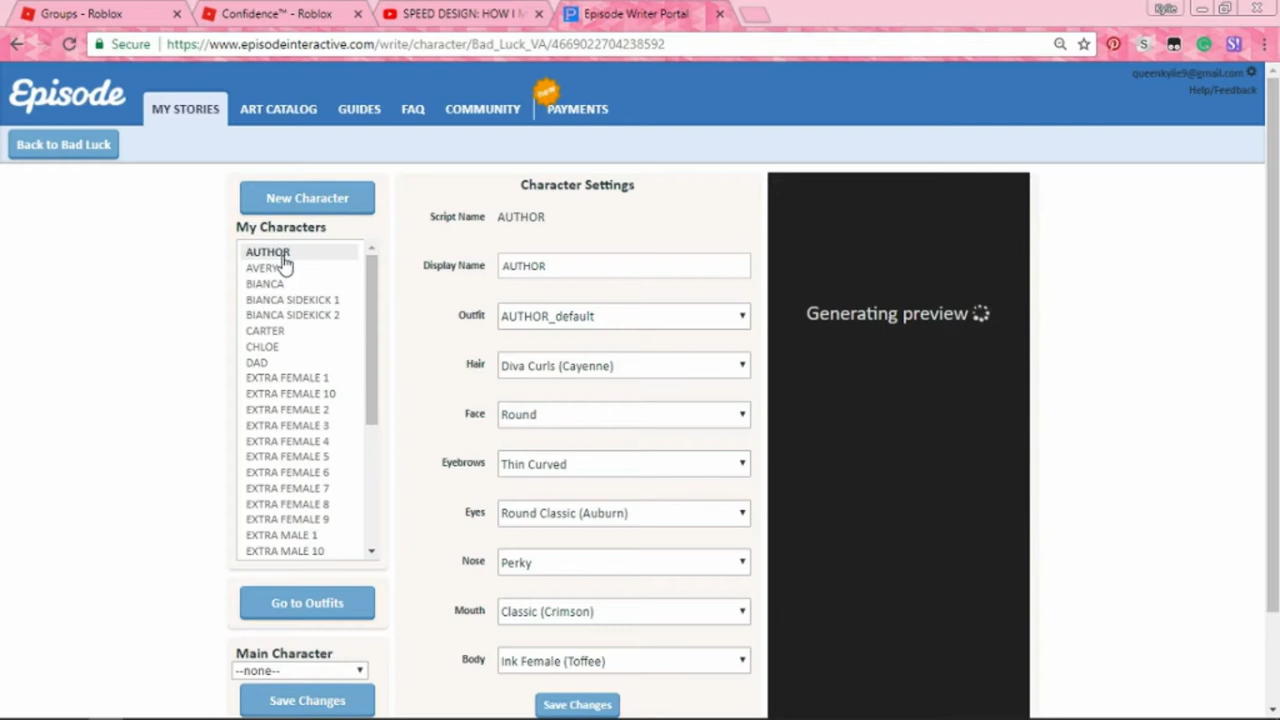 Groups - Roblox
Confidence™ - Roblox
SPEED DESIGN: HOW I M
Episode Writer Portal
Kylie
Secure
https://www.episodeinteractive.com/write/character/Bad_Luck_VA/4669022704238592
Episode
MY STORIES
ART CATALOG
GUIDES
FAQ
COMMUNITY
new
PAYMENTS
queenkylie9@gmail.com
Help/Feedback
Back to Bad Luck
New Character
My Characters
AUTHOR
AVERY
BIANCA
BIANCA SIDEKICK 1
BIANCA SIDEKICK 2
CARTER
CHLOE
DAD
EXTRA FEMALE 1
EXTRA FEMALE 10
EXTRA FEMALE 2
EXTRA FEMALE 3
EXTRA FEMALE 4
EXTRA FEMALE 5
EXTRA FEMALE 6
EXTRA FEMALE 7
EXTRA FEMALE 8
EXTRA FEMALE 9
EXTRA MALE 1
EXTRA MALE 10
Go to Outfits
Main Character
--none--
Save Changes
Character Settings
Script Name AUTHOR
Display Name AUTHOR
Outfit AUTHOR_default
Hair Diva Curls (Cayenne)
Face Round
Eyebrows Thin Curved
Eyes Round Classic (Auburn)
Nose Perky
Mouth Classic (Crimson)
Body Ink Female (Toffee)
Save Changes
Generating preview